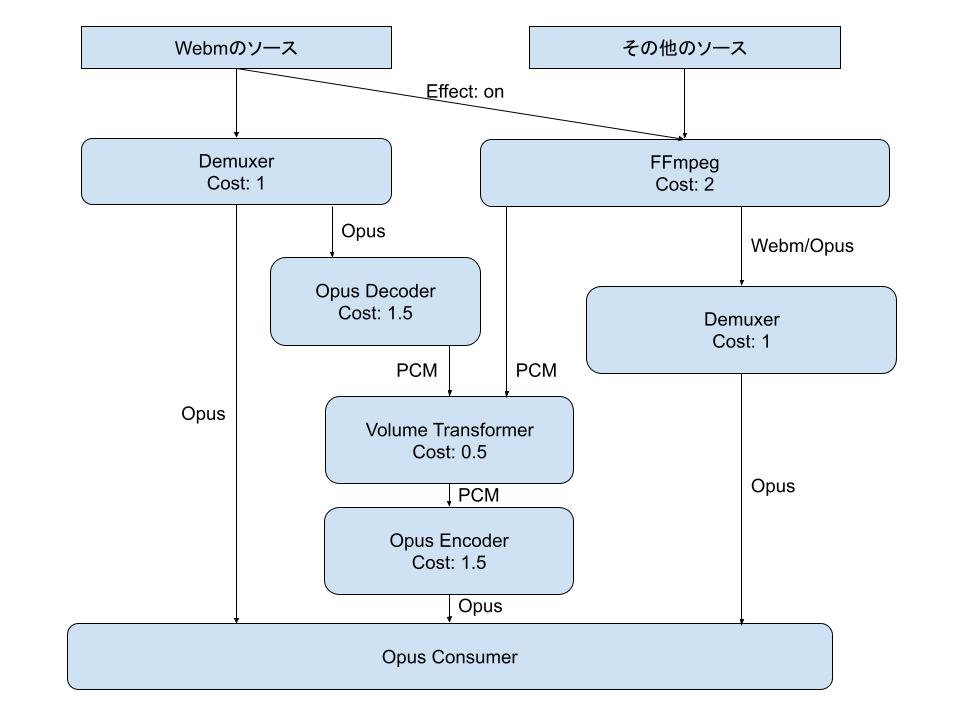 Webmのソース
その他のソース
Effect: on
Demuxer
Cost: 1
FFmpeg
Cost: 2
Opus
Webm/Opus
Opus Decoder
Cost: 1.5
Demuxer
Cost: 1
PCM
PCM
Opus
Volume Transformer
Cost: 0.5
Opus
PCM
Opus Encoder
Cost: 1.5
Opus
Opus Consumer